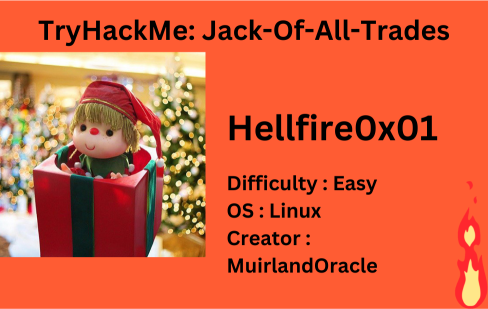 TryHackMe: Jack-Of-All-Trades
Hellfire0x01
Difficulty : Easy
OS : Linux
Creator :
MuirlandOracle